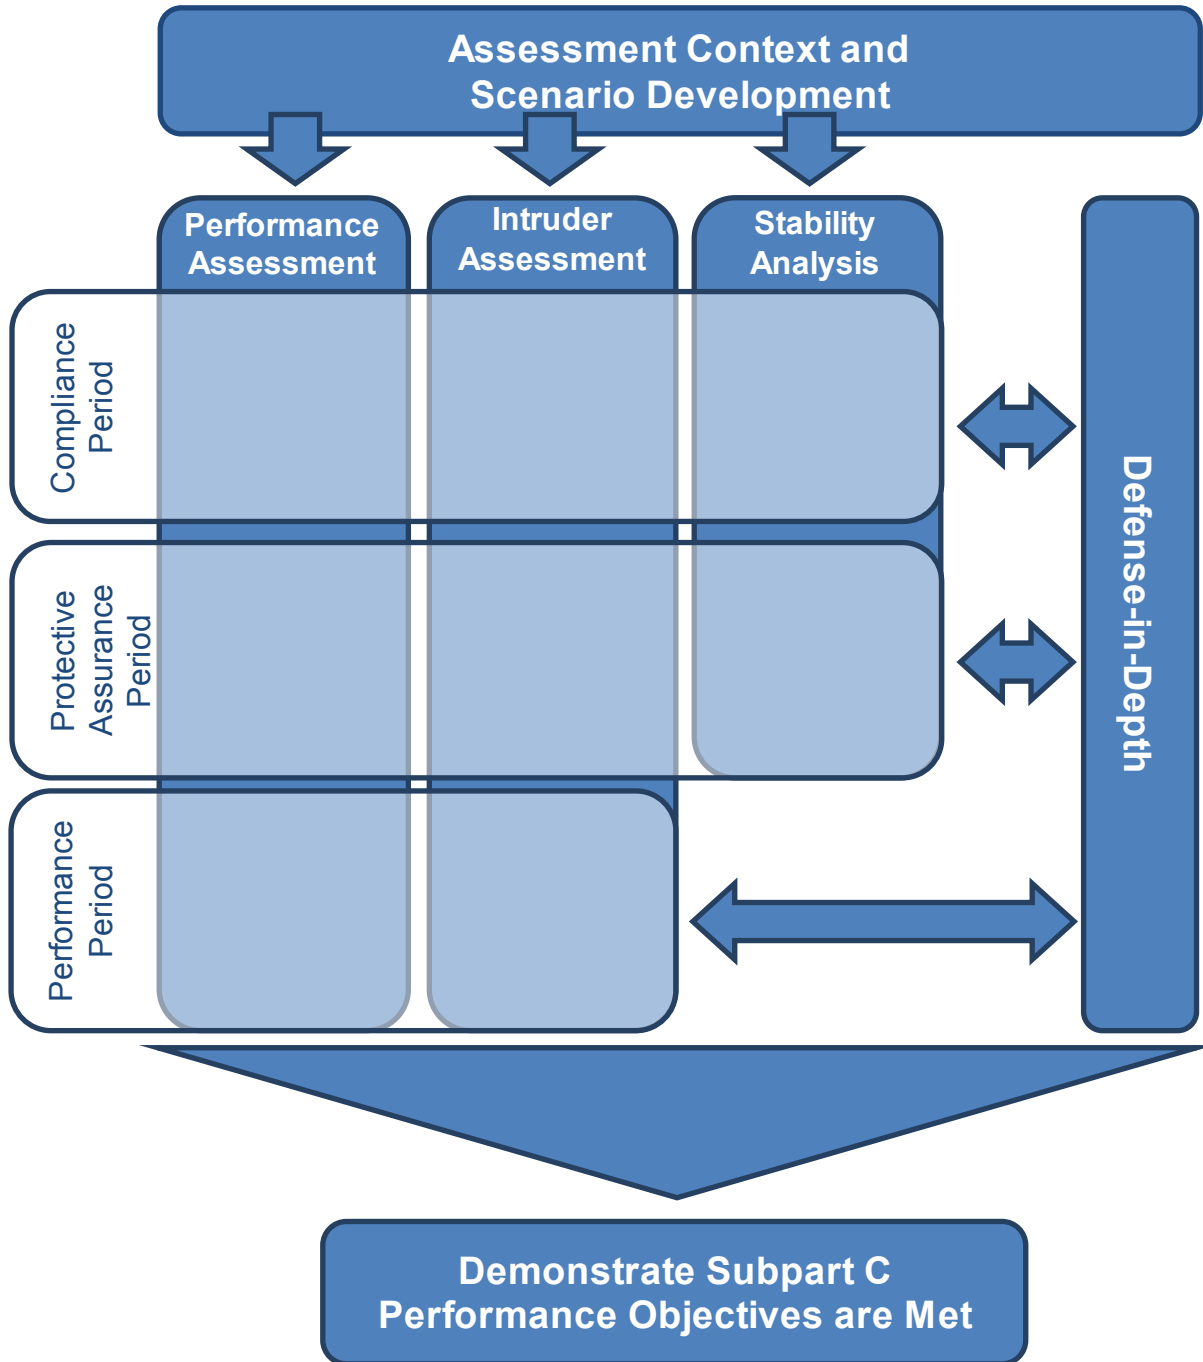 Assessment Context and
Scenario Development
Performance
Assessment
Intruder
Assessment
Stability
Analysis
Compliance
Period
Protective
Assurance
Period
Performance
Period
Defense-in-Depth
Demonstrate Subpart C
Performance Objectives are Met